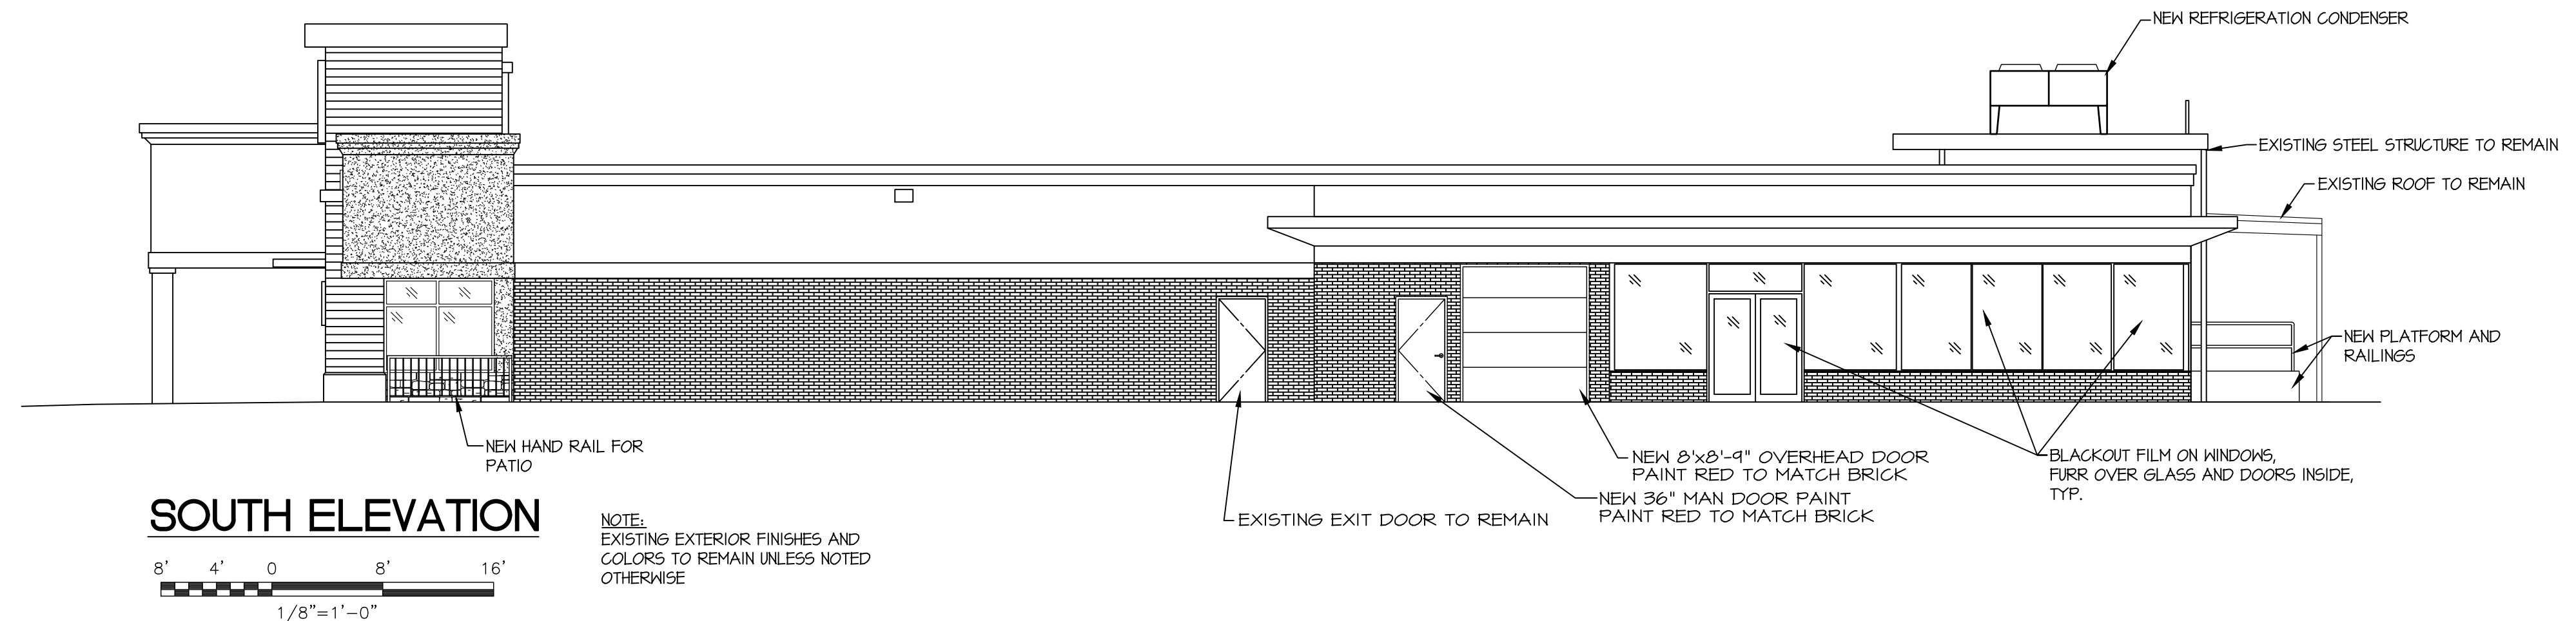 NEW REFRIGERATION CONDENSER
EXISTING STEEL STRUCTURE TO REMAIN
EXISTING ROOF TO REMAIN
NEW PLATFORM AND
RAILINGS
NEW HAND RAIL FOR
PATIO
NEW 8'x8'-9" OVERHEAD DOOR
PAINT RED TO MATCH BRICK
BLACKOUT FILM ON WINDOWS,
FURR OVER GLASS AND DOORS INSIDE,
TYP.
NEW 36" MAN DOOR PAINT
PAINT RED TO MATCH BRICK
EXISTING EXIT DOOR TO REMAIN
SOUTH ELEVATION
NOTE:
EXISTING EXTERIOR FINISHES AND
COLORS TO REMAIN UNLESS NOTED
OTHERWISE
8' 4' 0 8' 16'
1/8"=1'-0"